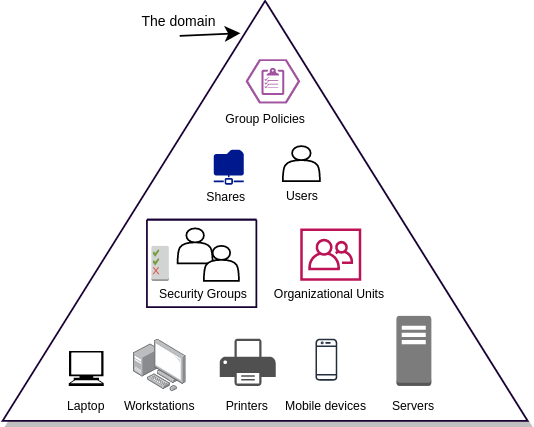 The domain
Group Policies
Shares
Users
Security Groups
Organizational Units
Laptop
Workstations
Printers
Mobile devices
Servers